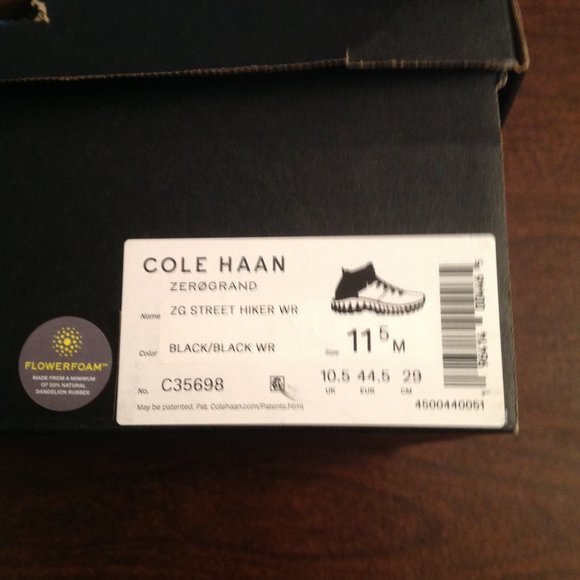 COLE HAAN
ZERØGRAND
Name ZG STREET HIKER WR
Color BLACK/BLACK WR
Size 11 5 M
No. C35698
10.5 44.5 29
UK EUR CM
May be patented. Pat. Colehaan.com/Patents.html
4500440051
FLOWERFOAM™
MADE FROM A MINIMUM
OF 50% NATURAL
DANDELION RUBBER